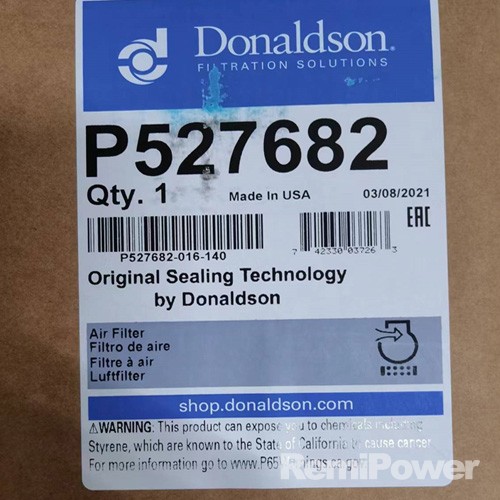 Donaldson®
FILTRATION SOLUTIONS
P527682
Qty. 1 Made In USA 03/08/2021
EAC
P527682-016-140
7 42330 03726 3
Original Sealing Technology
by Donaldson
Air Filter
Filtro de aire
Filtre à air
Luftfilter
shop.donaldson.com
⚠WARNING: This product can expose you to chemicals including
Styrene, which are known to the State of California to cause cancer.
For more information go to www.P65Warnings.ca.gov
RemiPower